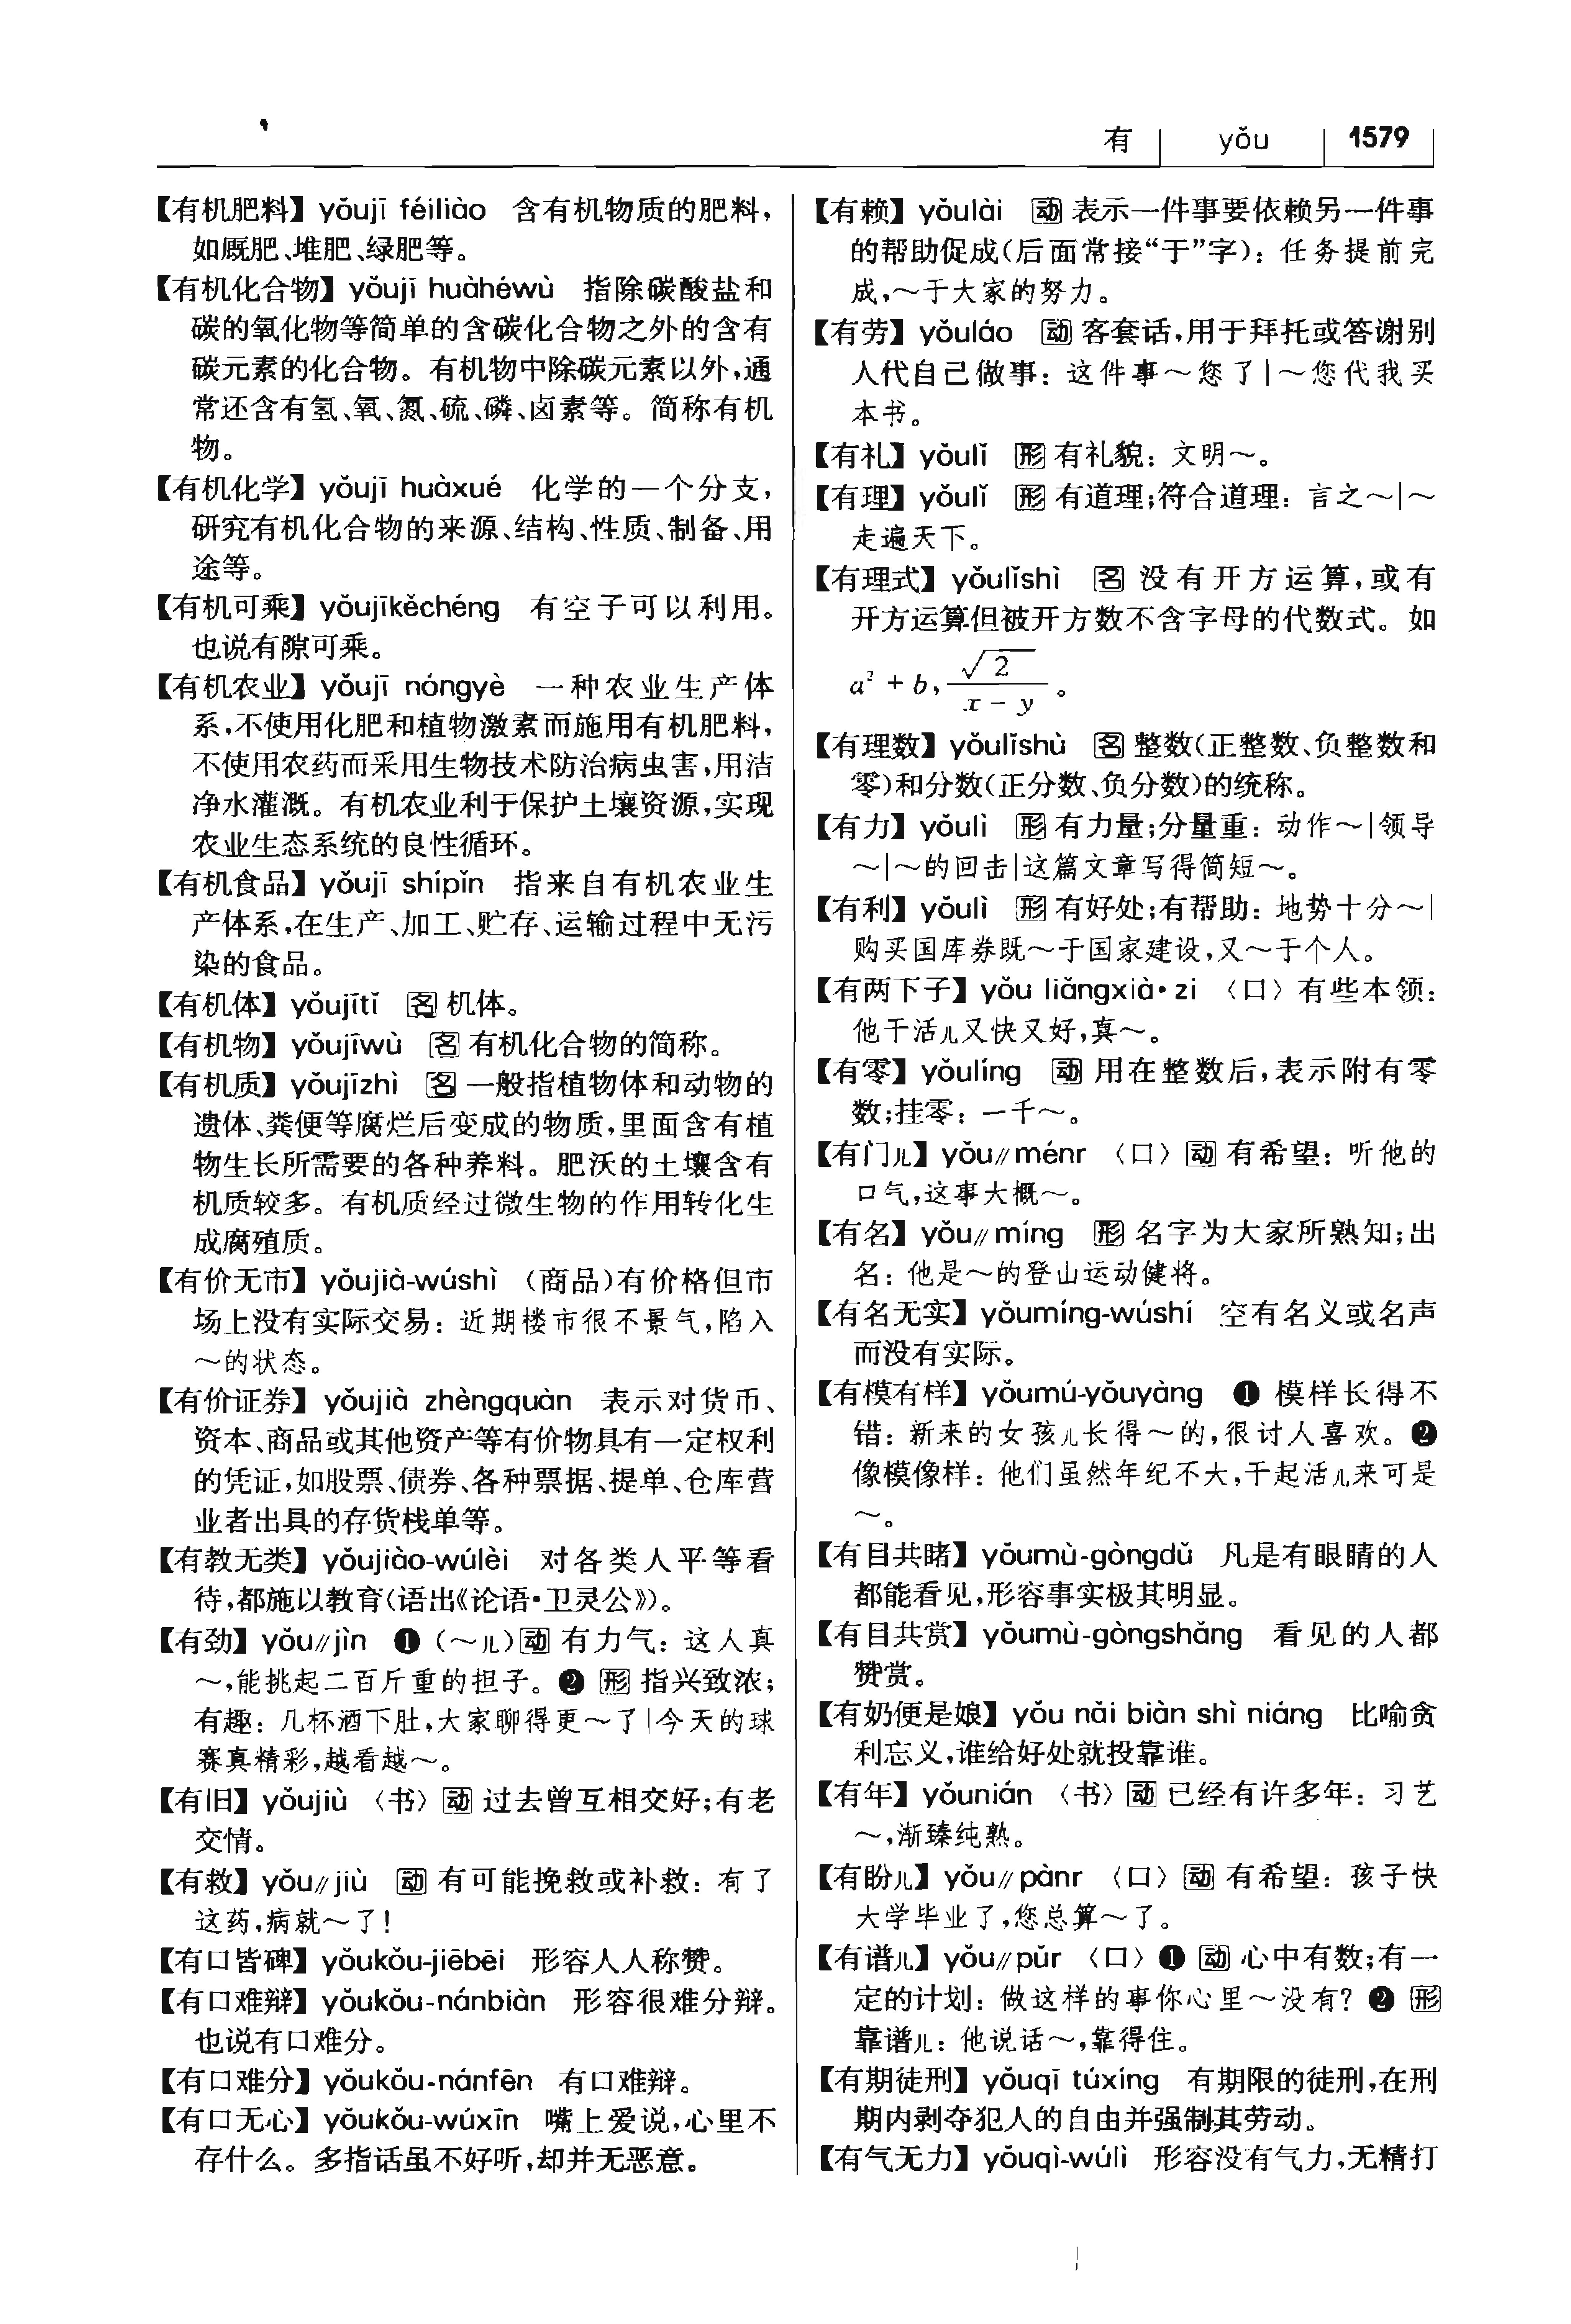 有 yǒu 1579
【有机肥料】yǒujī féiliào 含有机物质的肥料,
如厩肥、堆肥、绿肥等。
【有机化合物】yǒujī huàhéwù 指除碳酸盐和
碳的氧化物等简单的含碳化合物之外的含有
碳元素的化合物。有机物中除碳元素以外,通
常还含有氢、氧、氮、硫、磷、卤素等。简称有机
物。
【有机化学】yǒujī huàxué 化学的一个分支,
研究有机化合物的来源、结构、性质、制备、用
途等。
【有机可乘】yǒujīkěchéng 有空子可以利用。
也说有隙可乘。
【有机农业】yǒujī nóngyè 一种农业生产体
系,不使用化肥和植物激素而施用有机肥料,
不使用农药而采用生物技术防治病虫害,用洁
净水灌溉。有机农业利于保护土壤资源,实现
农业生态系统的良性循环。
【有机食品】yǒujī shípǐn 指来自有机农业生
产体系,在生产、加工、贮存、运输过程中无污
染的食品。
【有机体】yǒujītǐ 名 机体。
【有机物】yǒujīwù 名 有机化合物的简称。
【有机质】yǒujīzhì 名 一般指植物体和动物的
遗体、粪便等腐烂后变成的物质,里面含有植
物生长所需要的各种养料。肥沃的土壤含有
机质较多。有机质经过微生物的作用转化生
成腐殖质。
【有价无市】yǒujià-wúshì (商品)有价格但市
场上没有实际交易:近期楼市很不景气,陷入
～的状态。
【有价证券】yǒujià zhèngquàn 表示对货币、
资本、商品或其他资产等有价物具有一定权利
的凭证,如股票、债券、各种票据、提单、仓库营
业者出具的存货栈单等。
【有教无类】yǒujiào-wúlèi 对各类人平等看
待,都施以教育(语出《论语·卫灵公》)。
【有劲】yǒu∥jìn ❶(～儿)动 有力气:这人真
～,能挑起二百斤重的担子。❷ 形 指兴致浓;
有趣:几杯酒下肚,大家聊得更～了|今天的球
赛真精彩,越看越～。
【有旧】yǒujiù 〈书〉动 过去曾互相交好;有老
交情。
【有救】yǒu∥jiù 动 有可能挽救或补救:有了
这药,病就～了!
【有口皆碑】yǒukǒu-jiēbēi 形容人人称赞。
【有口难辩】yǒukǒu-nánbiàn 形容很难分辩。
也说有口难分。
【有口难分】yǒukǒu-nánfēn 有口难辩。
【有口无心】yǒukǒu-wúxīn 嘴上爱说,心里不
存什么。多指话虽不好听,却并无恶意。
【有赖】yǒulài 动 表示一件事要依赖另一件事
的帮助促成(后面常接“于”字):任务提前完
成,～于大家的努力。
【有劳】yǒuláo 动 客套话,用于拜托或答谢别
人代自己做事:这件事～您了|～您代我买
本书。
【有礼】yǒulǐ 形 有礼貌:文明～。
【有理】yǒulǐ 形 有道理;符合道理:言之～|～
走遍天下。
【有理式】yǒulǐshì 名 没有开方运算,或有
开方运算但被开方数不含字母的代数式。如
a² + b, √2 / (x − y)。
【有理数】yǒulǐshù 名 整数(正整数、负整数和
零)和分数(正分数、负分数)的统称。
【有力】yǒulì 形 有力量;分量重:动作～|领导
～|～的回击|这篇文章写得简短～。
【有利】yǒulì 形 有好处;有帮助:地势十分～|
购买国库券既～于国家建设,又～于个人。
【有两下子】yǒu liǎngxià·zi 〈口〉有些本领:
他干活儿又快又好,真～。
【有零】yǒulíng 动 用在整数后,表示附有零
数;挂零:一千～。
【有门儿】yǒu∥ménr 〈口〉动 有希望:听他的
口气,这事大概～。
【有名】yǒu∥míng 形 名字为大家所熟知;出
名:他是～的登山运动健将。
【有名无实】yǒumíng-wúshí 空有名义或名声
而没有实际。
【有模有样】yǒumú-yǒuyàng ❶ 模样长得不
错:新来的女孩儿长得～的,很讨人喜欢。❷
像模像样:他们虽然年纪不大,干起活儿来可是
～。
【有目共睹】yǒumù-gòngdǔ 凡是有眼睛的人
都能看见,形容事实极其明显。
【有目共赏】yǒumù-gòngshǎng 看见的人都
赞赏。
【有奶便是娘】yǒu nǎi biàn shì niáng 比喻贪
利忘义,谁给好处就投靠谁。
【有年】yǒunián 〈书〉动 已经有许多年:习艺
～,渐臻纯熟。
【有盼儿】yǒu∥pànr 〈口〉动 有希望:孩子快
大学毕业了,您总算～了。
【有谱儿】yǒu∥pǔr 〈口〉❶ 动 心中有数;有一
定的计划:做这样的事你心里～没有?❷ 形
靠谱儿:他说话～,靠得住。
【有期徒刑】yǒuqī túxíng 有期限的徒刑,在刑
期内剥夺犯人的自由并强制其劳动。
【有气无力】yǒuqì-wúlì 形容没有气力,无精打